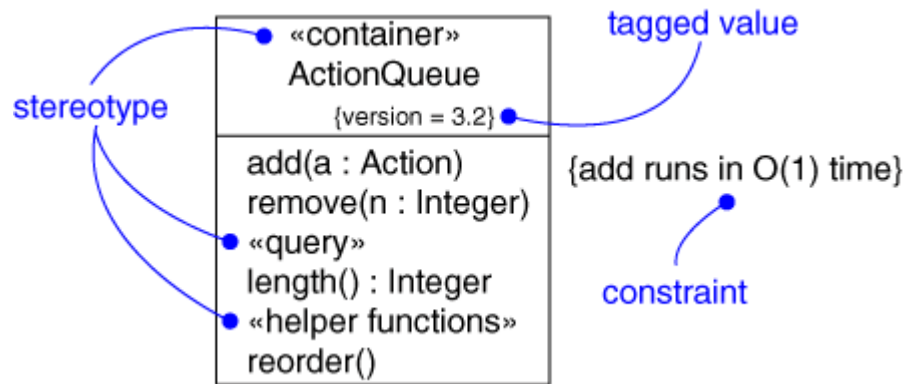 «container»
tagged value
ActionQueue
stereotype
{version = 3.2}
add(a : Action)
{add runs in O(1) time}
remove(n : Integer)
«query»
length() : Integer
constraint
«helper functions»
reorder()